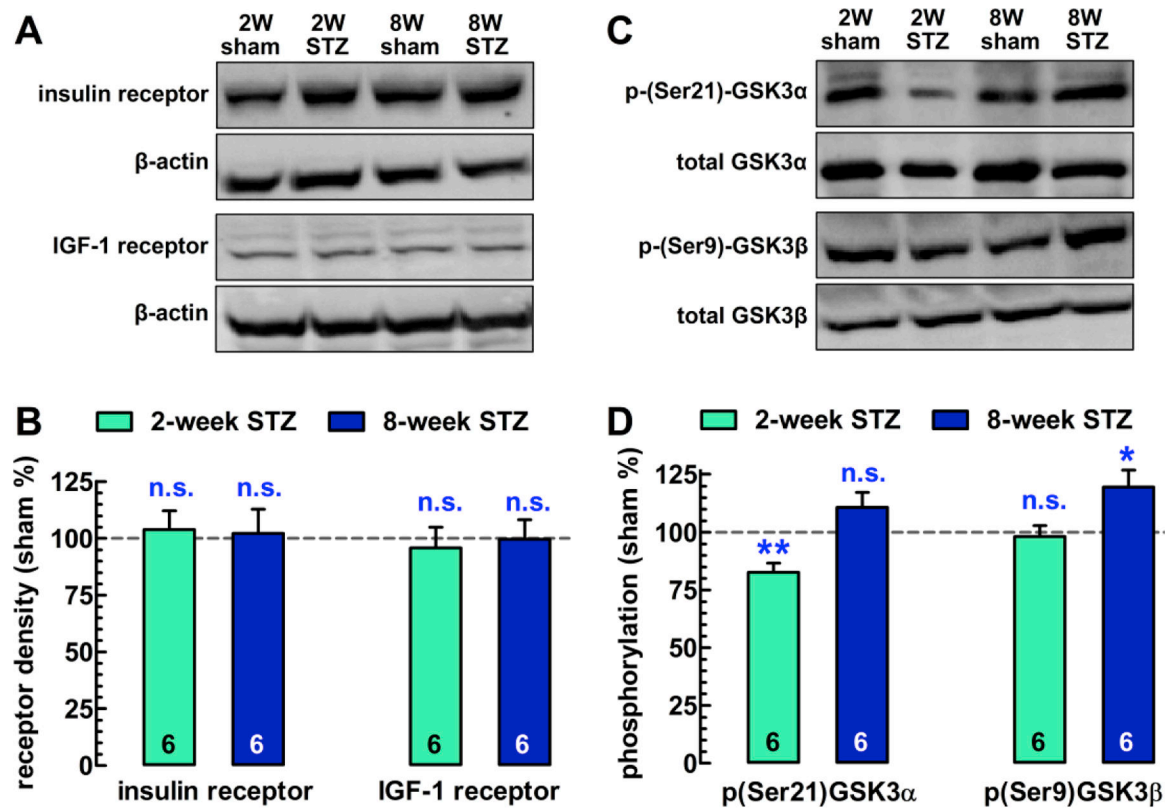 A
2W 2W 8W 8W
sham STZ sham STZ
insulin receptor
β-actin
IGF-1 receptor
β-actin
C
2W 2W 8W 8W
sham STZ sham STZ
p-(Ser21)-GSK3α
total GSK3α
p-(Ser9)-GSK3β
total GSK3β
B
2-week STZ 8-week STZ
receptor density (sham %)
125
100
75
50
25
0
n.s. n.s. n.s. n.s.
6 6 6 6
insulin receptor IGF-1 receptor
D
2-week STZ 8-week STZ
phosphorylation (sham %)
125
100
75
50
25
0
** n.s. n.s. *
6 6 6 6
p(Ser21)GSK3α p(Ser9)GSK3β